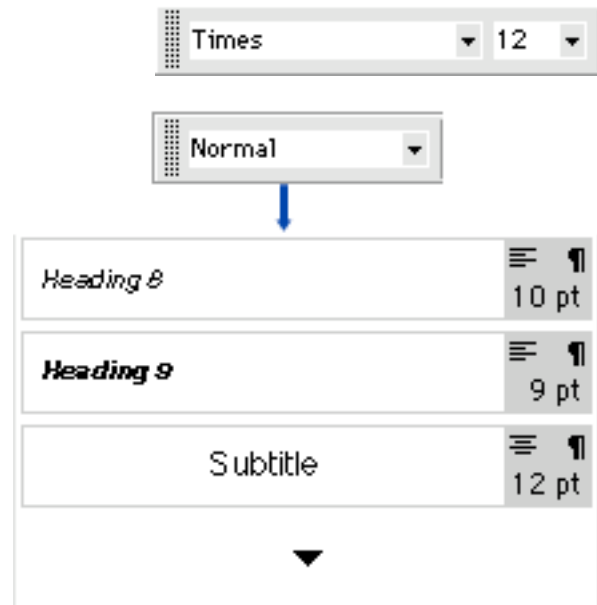 Times 12
Normal
Heading 8
10 pt
Heading 9
9 pt
Subtitle
12 pt